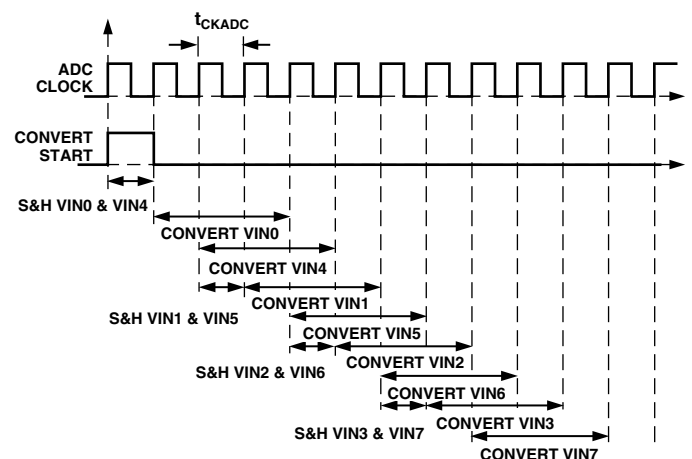 tCKADC
ADC
CLOCK
CONVERT
START
S&H VIN0 & VIN4
CONVERT VIN0
CONVERT VIN4
CONVERT VIN1
S&H VIN1 & VIN5
CONVERT VIN5
CONVERT VIN2
S&H VIN2 & VIN6
CONVERT VIN6
CONVERT VIN3
S&H VIN3 & VIN7
CONVERT VIN7